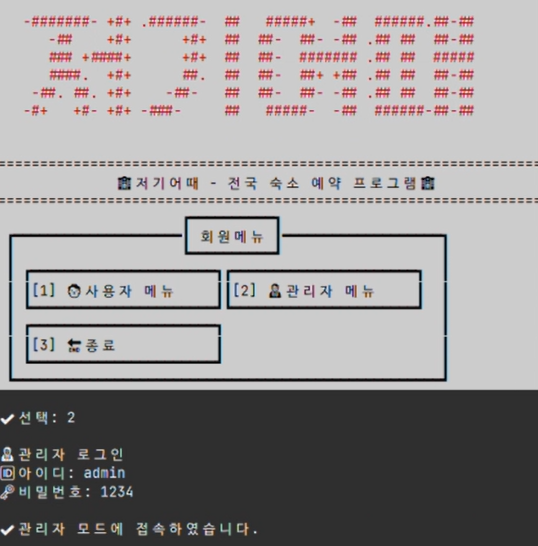 저기어때 - 전국 숙소 예약 프로그램
회원메뉴
[1] 사용자 메뉴 [2] 관리자 메뉴
[3] 종료
선택: 2
관리자 로그인
아이디: admin
비밀번호: 1234
관리자 모드에 접속하였습니다.